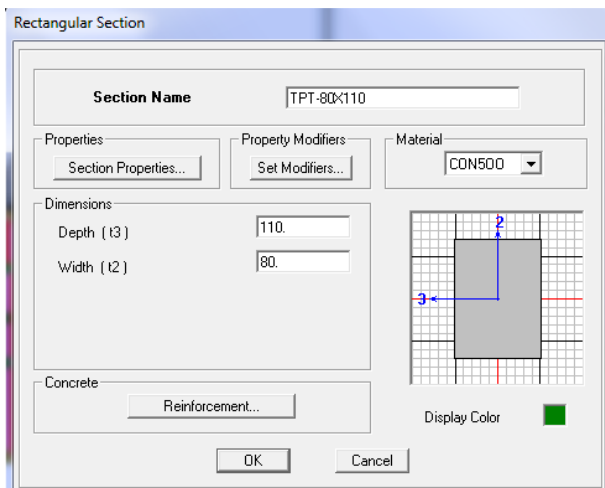 Rectangular Section
Section Name TPT-80X110
Properties Property Modifiers Material
Section Properties... Set Modifiers... CON500
Dimensions
Depth ( t3 ) 110.
Width ( t2 ) 80.
2
3
Concrete
Reinforcement...
Display Color
OK Cancel